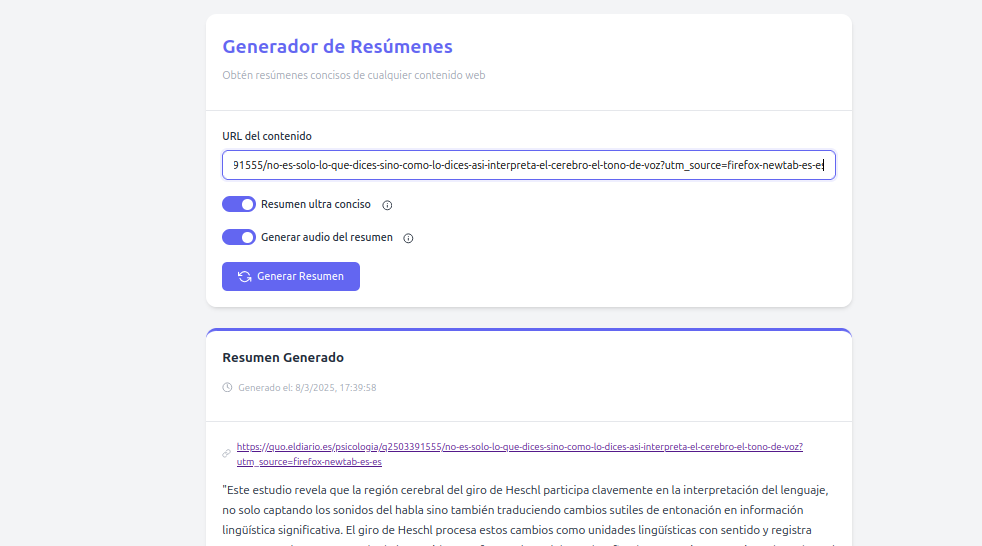 Generador de Resúmenes
Obtén resúmenes concisos de cualquier contenido web
URL del contenido
91555/no-es-solo-lo-que-dices-sino-como-lo-dices-asi-interpreta-el-cerebro-el-tono-de-voz?utm_source=firefox-newtab-es-es
Resumen ultra conciso
Generar audio del resumen
Generar Resumen
Resumen Generado
Generado el: 8/3/2025, 17:39:58
https://quo.eldiario.es/psicologia/q2503391555/no-es-solo-lo-que-dices-sino-como-lo-dices-asi-interpreta-el-cerebro-el-tono-de-voz?
utm_source=firefox-newtab-es-es
"Este estudio revela que la región cerebral del giro de Heschl participa clavemente en la interpretación del lenguaje,
no solo captando los sonidos del habla sino también traduciendo cambios sutiles de entonación en información
lingüística significativa. El giro de Heschl procesa estos cambios como unidades lingüísticas con sentido y registra